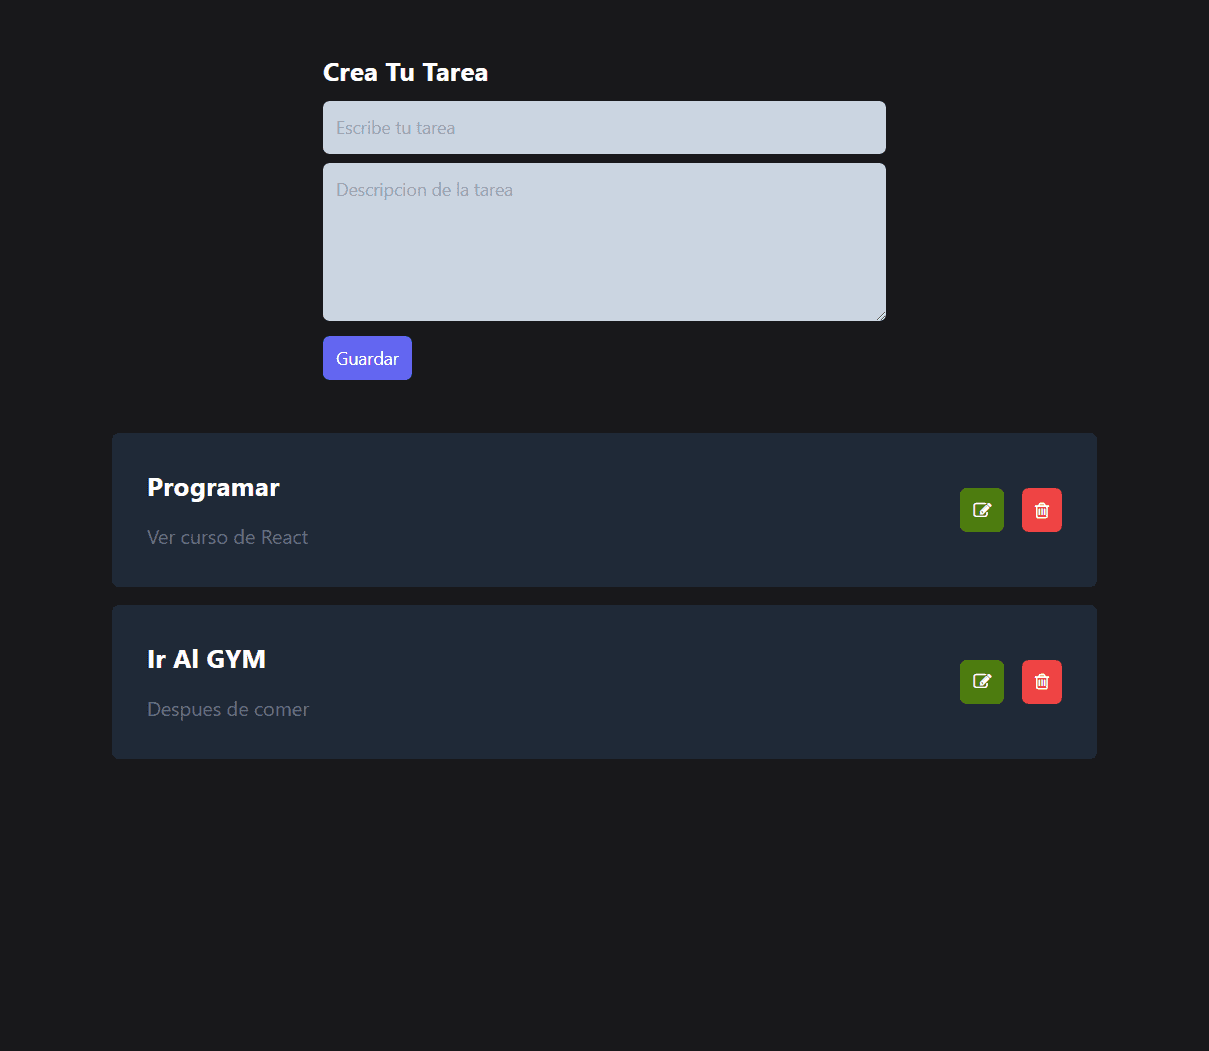 Crea Tu Tarea
Escribe tu tarea
Descripcion de la tarea
Guardar
Programar
Ver curso de React
Ir Al GYM
Despues de comer